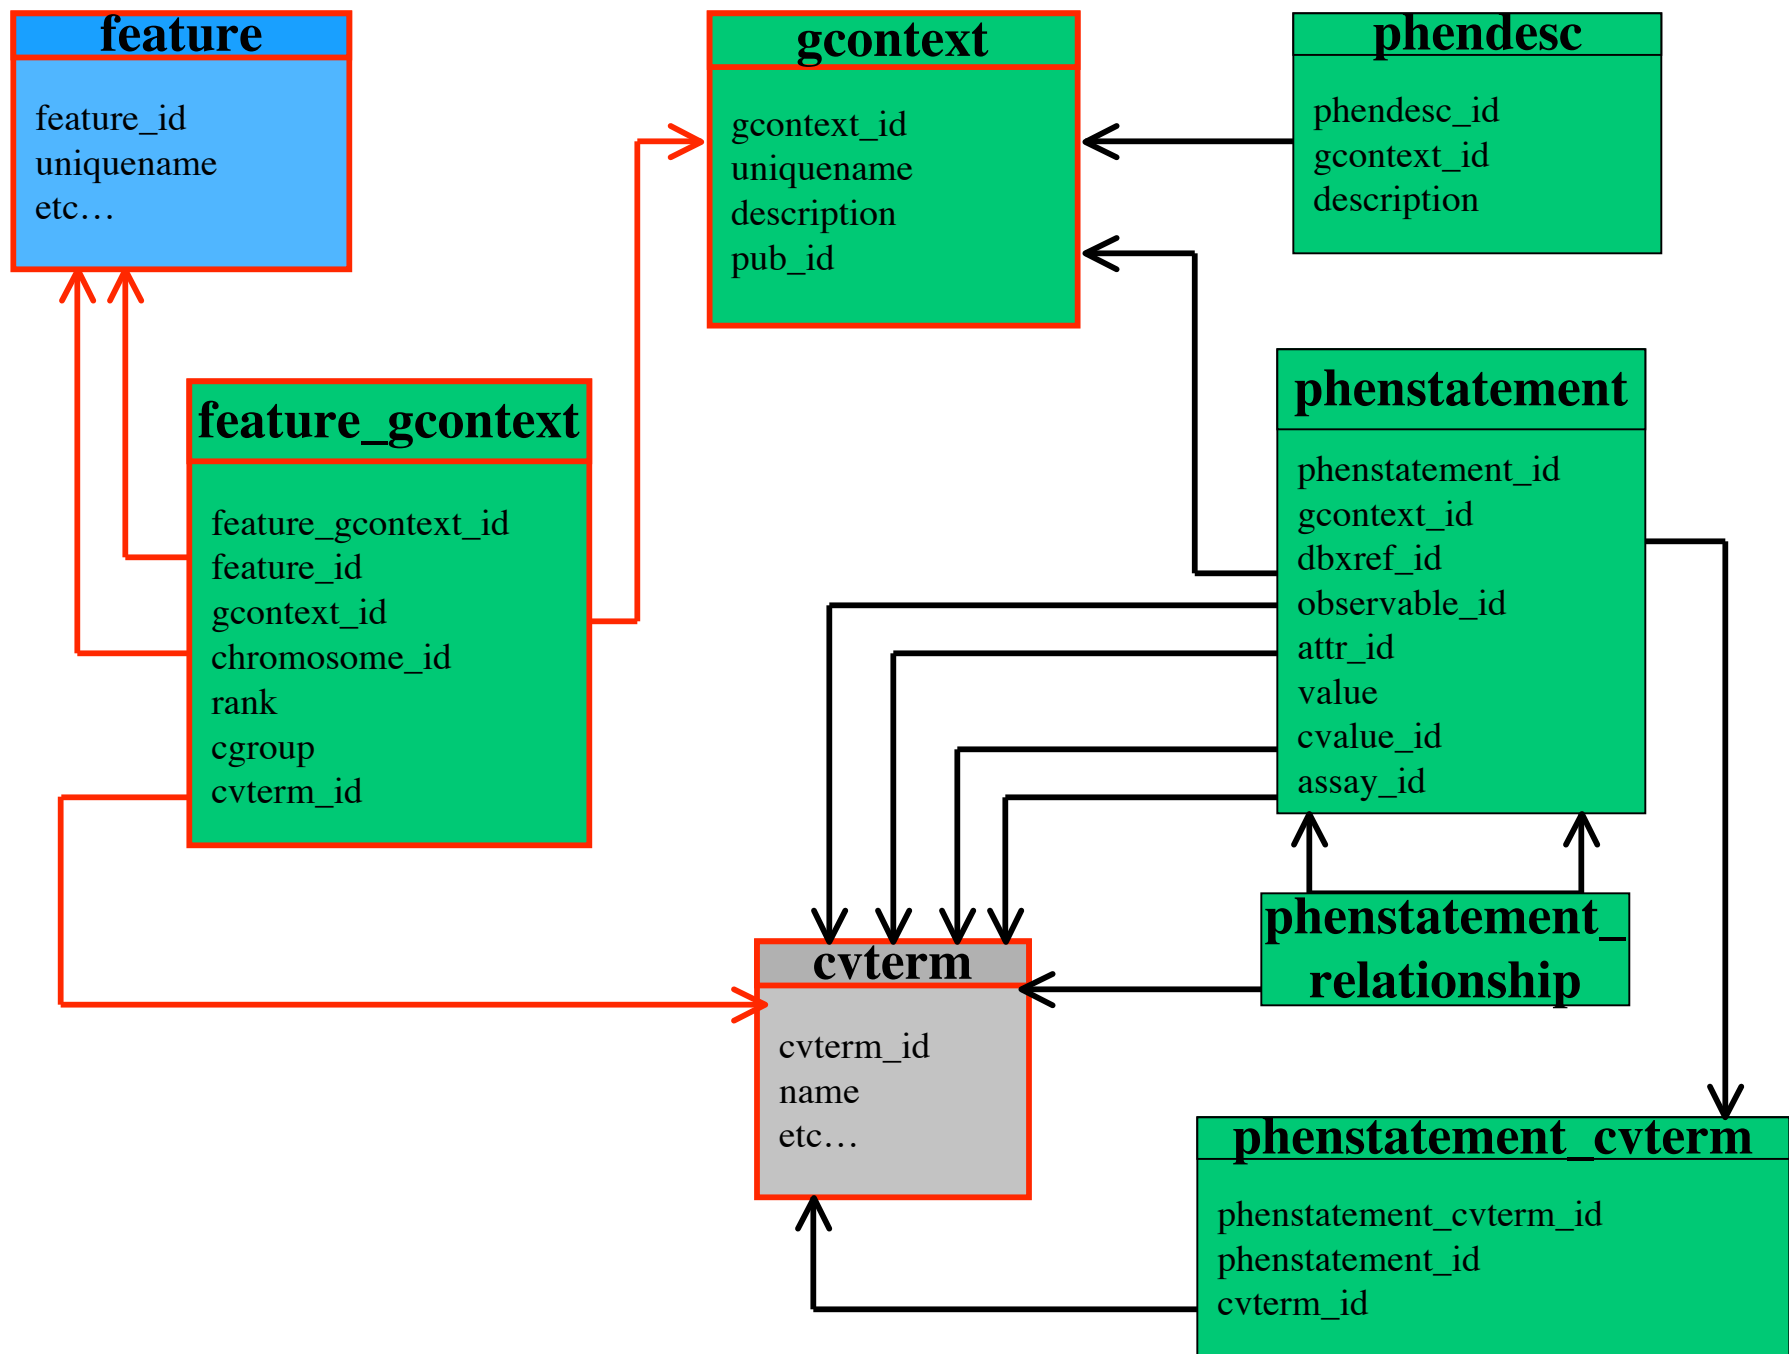 feature
feature_id
uniquename
etc…
gcontext
gcontext_id
uniquename
description
pub_id
phendesc
phendesc_id
gcontext_id
description
feature_gcontext
feature_gcontext_id
feature_id
gcontext_id
chromosome_id
rank
cgroup
cvterm_id
phenstatement
phenstatement_id
gcontext_id
dbxref_id
observable_id
attr_id
value
cvalue_id
assay_id
phenstatement_
relationship
cvterm
cvterm_id
name
etc…
phenstatement_cvterm
phenstatement_cvterm_id
phenstatement_id
cvterm_id